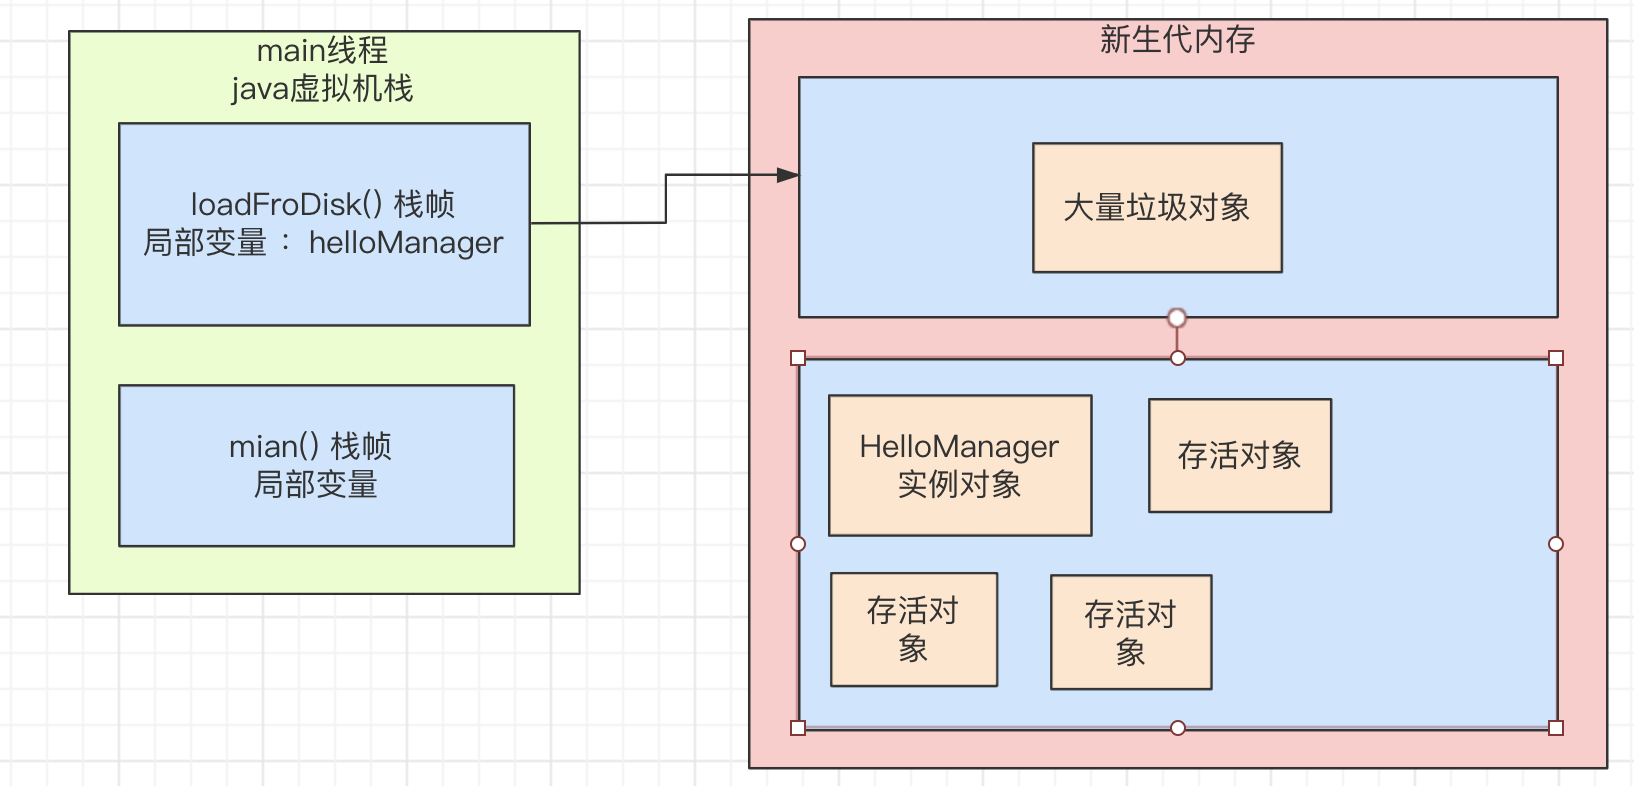 main线程
java虚拟机栈
loadFroDisk() 栈帧
局部变量 ： helloManager
mian() 栈帧
局部变量
新生代内存
大量垃圾对象
HelloManager
实例对象
存活对象
存活对
象
存活对
象